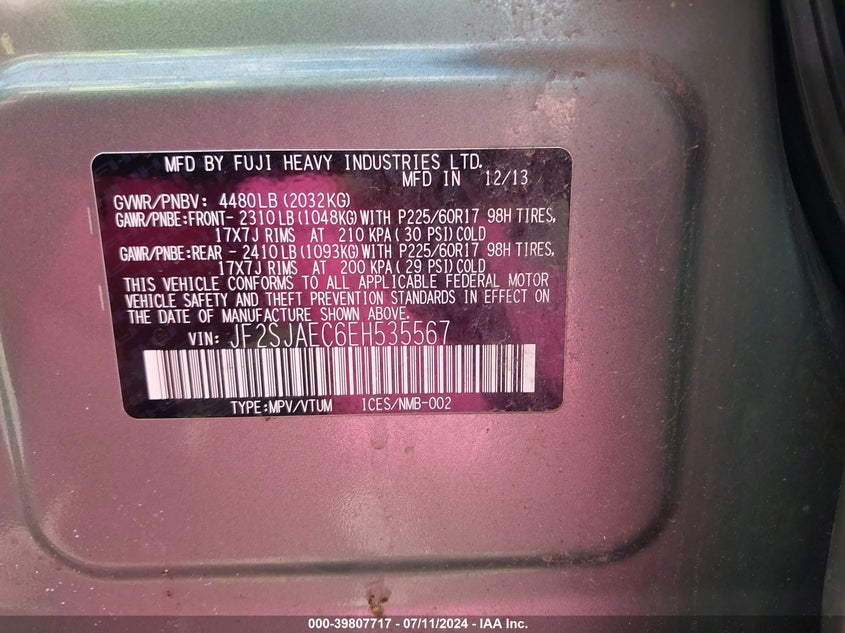 MFD BY FUJI HEAVY INDUSTRIES LTD.
MFD IN 12/13
GVWR/PNBV: 4480LB (2032KG)
GAWR/PNBE:FRONT- 2310 LB (1048KG) WITH P225/60R17 98H TIRES,
17X7J RIMS AT 210 KPA ( 30 PSI) COLD
GAWR/PNBE:REAR - 2410 LB (1093KG) WITH P225/60R17 98H TIRES,
17X7J RIMS AT 200 KPA ( 29 PSI) COLD
THIS VEHICLE CONFORMS TO ALL APPLICABLE FEDERAL MOTOR
VEHICLE SAFETY AND THEFT PREVENTION STANDARDS IN EFFECT ON
THE DATE OF MANUFACTURE SHOWN ABOVE.
VIN: JF2SJAEC6EH535567
TYPE:MPV/VTUM ICES/NMB-002
000-39807717 - 07/11/2024 - IAA Inc.